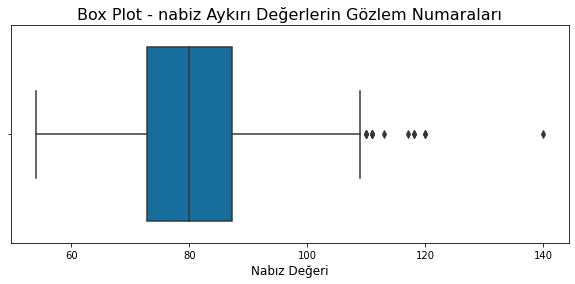 Box Plot - nabiz Aykırı Değerlerin Gözlem Numaraları
60 80 100 120 140
Nabız Değeri